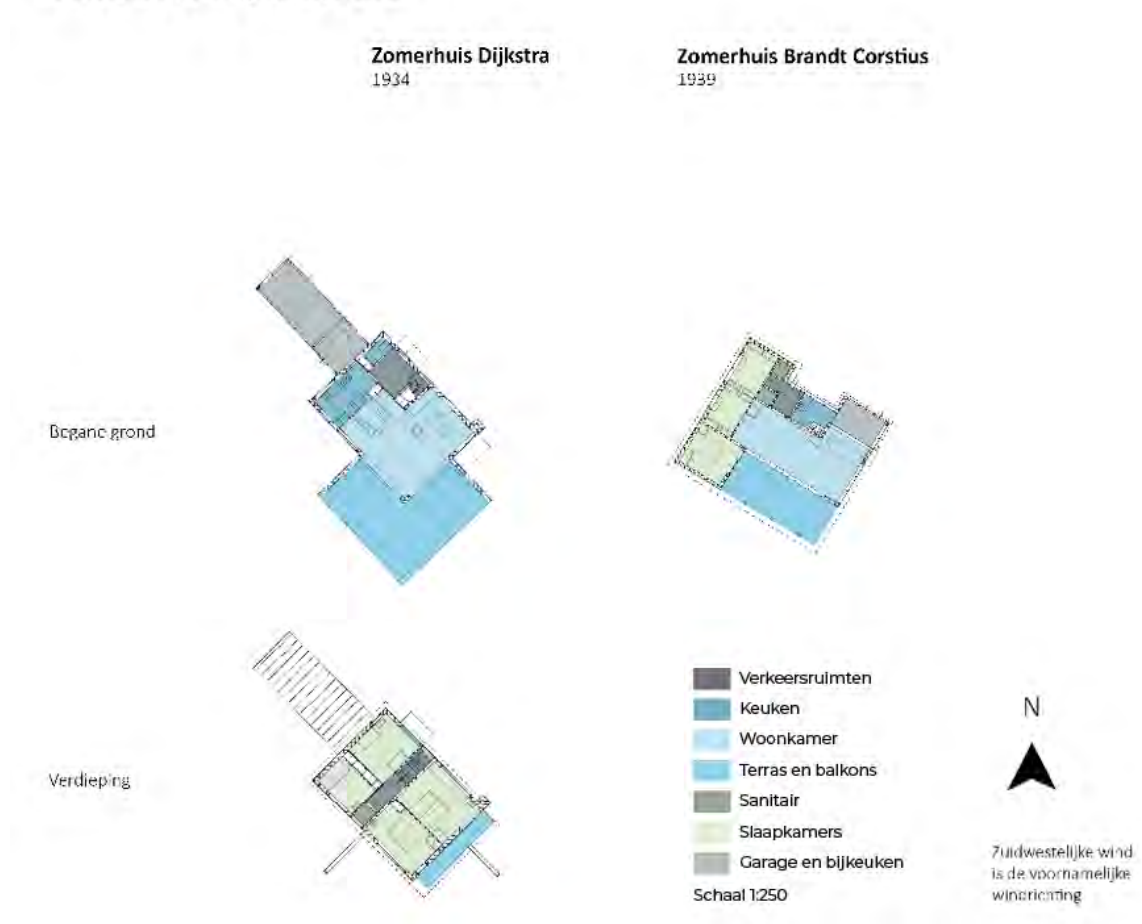 Zomerhuis Dijkstra
1934
Zomerhuis Brandt Corstius
1939
Begane grond
Verdieping
Verkeersruimten
Keuken
Woonkamer
Terras en balkons
Sanitair
Slaapkamers
Garage en bijkeuken
Schaal 1:250
N
Zuidwestelijke wind
is de voornamelijke
windrichting